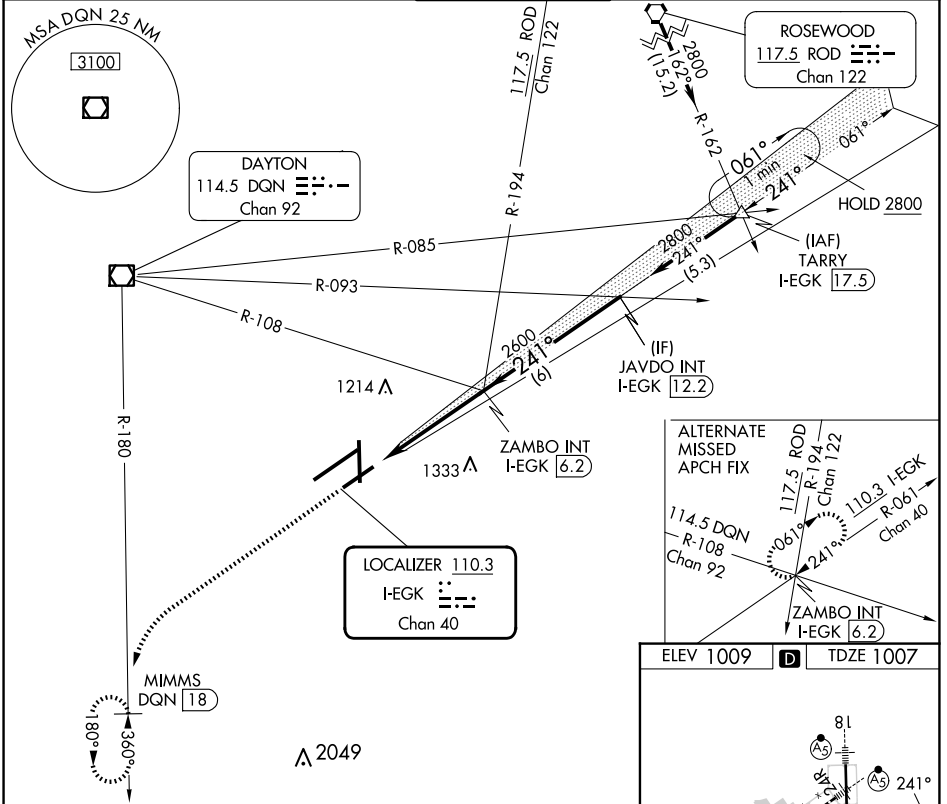 MSA DQN 25 NM
3100
117.5 ROD
Chan 122
R-194
2800
162°
(15.2)
R-162
ROSEWOOD
117.5 ROD
Chan 122
DAYTON
114.5 DQN
Chan 92
061°
1 min
241°
061°
HOLD 2800
(IAF)
TARRY
I-EGK 17.5
R-085
R-093
R-108
R-180
2800
241°
(5.3)
(IF)
JAVDO INT
I-EGK 12.2
2600
241°
(6)
1214
1333
ZAMBO INT
I-EGK 6.2
LOCALIZER 110.3
I-EGK
Chan 40
MIMMS
DQN 18
180°
360°
2049
ALTERNATE
MISSED
APCH FIX
117.5 ROD
R-194
Chan 122
110.3 I-EGK
R-061
Chan 40
114.5 DQN
R-108
Chan 92
061°
241°
ZAMBO INT
I-EGK 6.2
ELEV 1009 D TDZE 1007
18
A5
A5 241°
24R